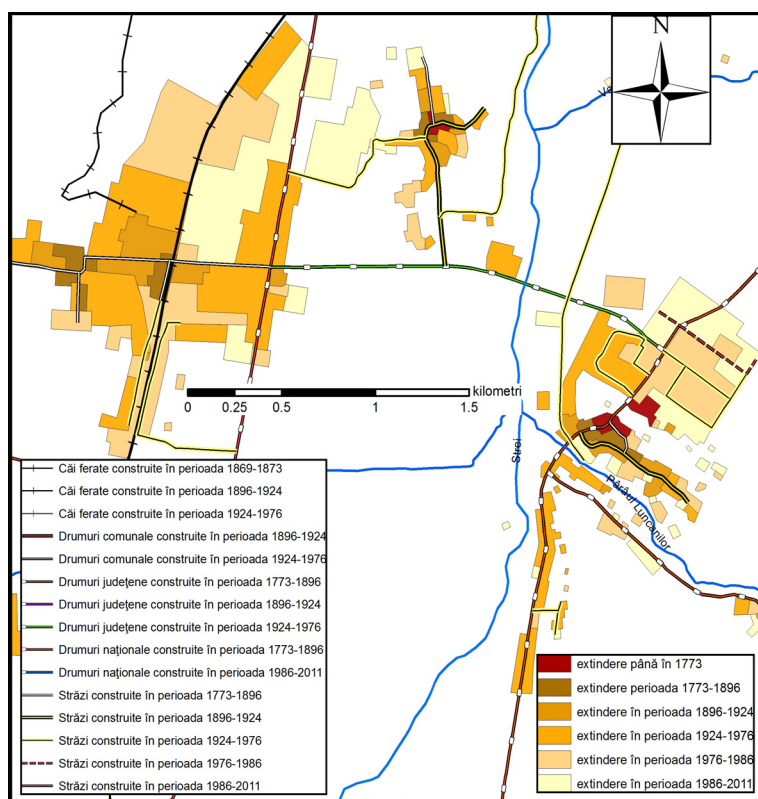 N
Strei
Pârâul Luncanilor
kilometri
0 0.25 0.5 1 1.5
Căi ferate construite în perioada 1869-1873
Căi ferate construite în perioada 1896-1924
Căi ferate construite în perioada 1924-1976
Drumuri comunale construite în perioada 1896-1924
Drumuri comunale construite în perioada 1924-1976
Drumuri județene construite în perioada 1773-1896
Drumuri județene construite în perioada 1896-1924
Drumuri județene construite în perioada 1924-1976
Drumuri naționale construite în perioada 1773-1896
Drumuri naționale construite în perioada 1986-2011
Străzi construite în perioada 1773-1896
Străzi construite în perioada 1896-1924
Străzi construite în perioada 1924-1976
Străzi construite în perioada 1976-1986
Străzi construite în perioada 1986-2011
extindere până în 1773
extindere perioada 1773-1896
extindere în perioada 1896-1924
extindere în perioada 1924-1976
extindere în perioada 1976-1986
extindere în perioada 1986-2011